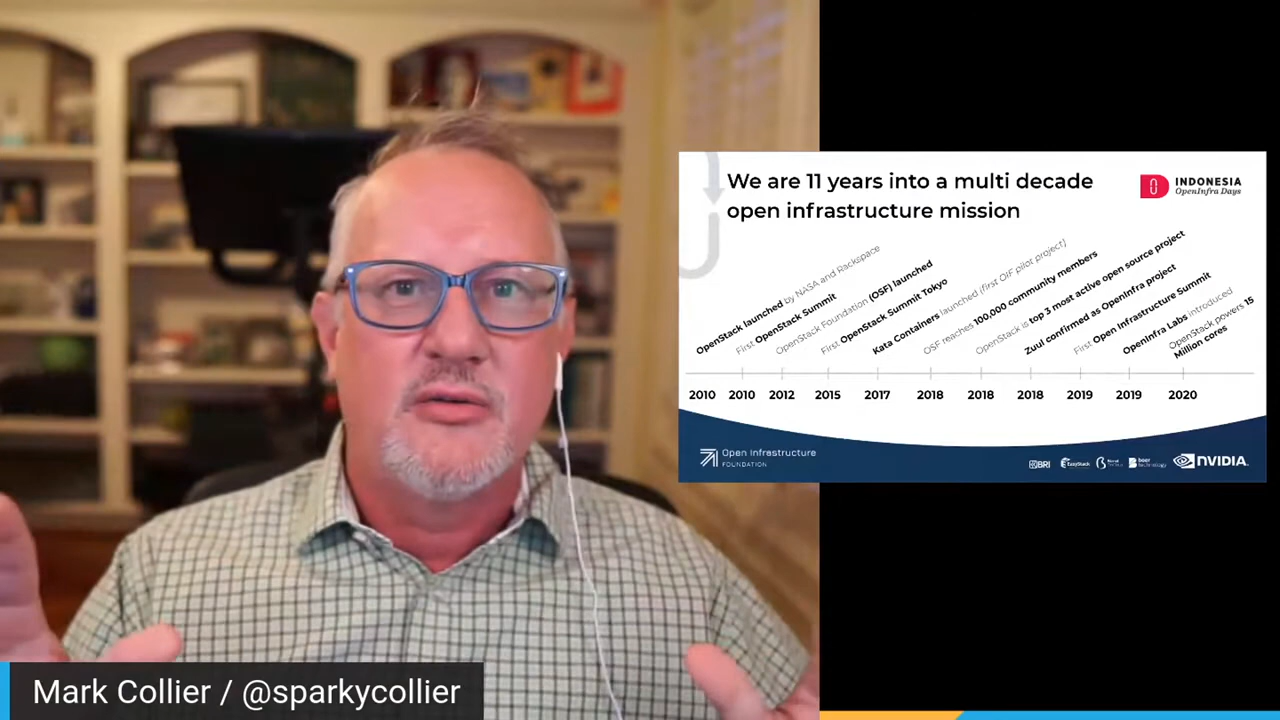 We are 11 years into a multi decade
open infrastructure mission
INDONESIA
OpenInfra Days
OpenStack launched by NASA and Rackspace
First OpenStack Summit
OpenStack Foundation (OSF) launched
First OpenStack Summit Tokyo
Kata Containers launched (first OIF pilot project)
OSF reaches 100,000 community members
OpenStack is top 3 most active open source project
Zuul confirmed as OpenInfra project
First Open Infrastructure Summit
OpenInfra Labs introduced
OpenStack powers 15
Million cores
2010 2010 2012 2015 2017 2018 2018 2018 2019 2019 2020
Open Infrastructure
FOUNDATION
BRI
EasyStack
boer
technology
NVIDIA
Mark Collier / @sparkycollier